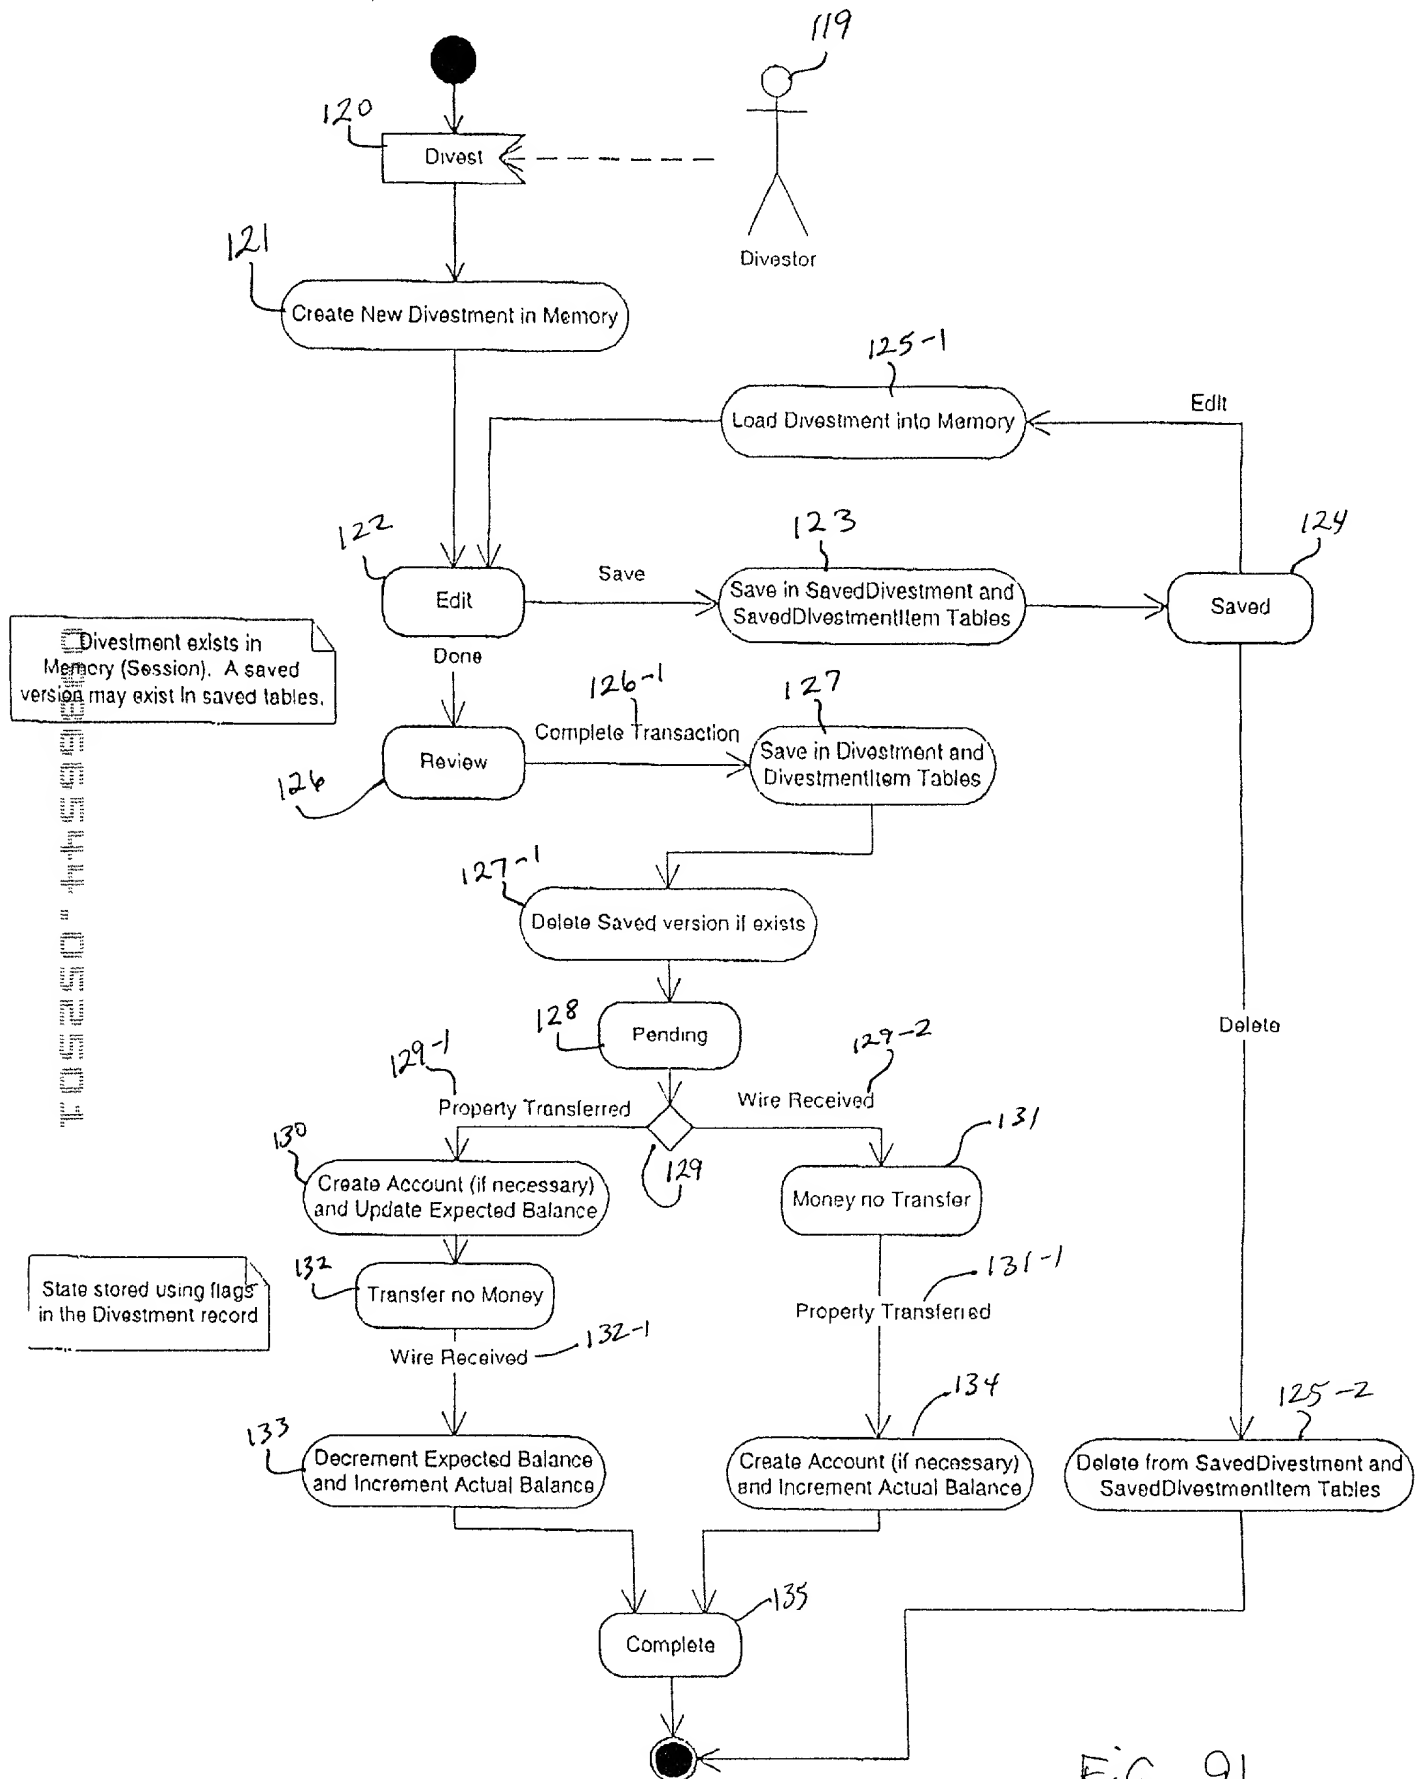 119
120
Divest
Divestor
121
Create New Divestment in Memory
125-1
Load Divestment into Memory
Edit
122
Edit
Save
123
Save in SavedDivestment and
SavedDivestmentItem Tables
124
Saved
Divestment exists in
Memory (Session). A saved
version may exist in saved tables.
Done
126-1
Complete Transaction
127
Review
126
Save in Divestment and
DivestmentItem Tables
127-1
Delete Saved version if exists
128
Pending
Delete
129-1
Property Transferred
129-2
Wire Received
129
130
Create Account (if necessary)
and Update Expected Balance
131
Money no Transfer
State stored using flags
in the Divestment record
132
Transfer no Money
131-1
Property Transferred
132-1
Wire Received
133
Decrement Expected Balance
and Increment Actual Balance
134
Create Account (if necessary)
and Increment Actual Balance
125-2
Delete from SavedDivestment and
SavedDivestmentItem Tables
135
Complete
FiG 91